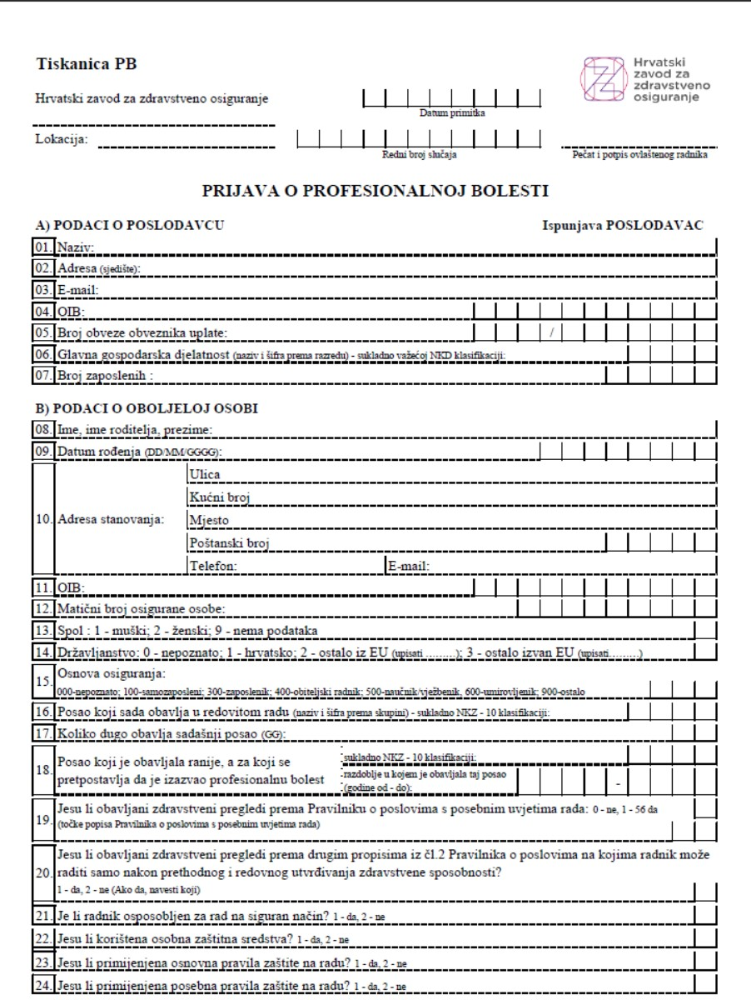 Tiskanica PB
Hrvatski
zavod za
zdravstveno
osiguranje
Hrvatski zavod za zdravstveno osiguranje
Datum primitka
Lokacija:
Redni broj slučaja
Pečat i potpis ovlaštenog radnika
PRIJAVA O PROFESIONALNOJ BOLESTI
A) PODACI O POSLODAVCU Ispunjava POSLODAVAC
01. Naziv:
02. Adresa (sjedište):
03. E-mail:
04. OIB:
05. Broj obveze obveznika uplate: /
06. Glavna gospodarska djelatnost (naziv i šifra prema razredu) - sukladno važećoj NKD klasifikaciji:
07. Broj zaposlenih :
B) PODACI O OBOLJELOJ OSOBI
08. Ime, ime roditelja, prezime:
09. Datum rođenja (DD/MM/GGGG):
10. Adresa stanovanja:
Ulica
Kućni broj
Mjesto
Poštanski broj
Telefon: E-mail:
11. OIB:
12. Matični broj osigurane osobe:
13. Spol : 1 - muški; 2 - ženski; 9 - nema podataka
14. Državljanstvo: 0 - nepoznato; 1 - hrvatsko; 2 - ostalo iz EU (upisati .........); 3 - ostalo izvan EU (upisati.........)
15. Osnova osiguranja:
000-nepoznato; 100-samozaposleni; 300-zaposlenik; 400-obiteljski radnik; 500-naučnik/vježbenik, 600-umirovljenik; 900-ostalo
16. Posao koji sada obavlja u redovitom radu (naziv i šifra prema skupini) - sukladno NKZ - 10 klasifikaciji:
17. Koliko dugo obavlja sadašnji posao (GG):
18. Posao koji je obavljala ranije, a za koji se
pretpostavlja da je izazvao profesionalnu bolest
sukladno NKZ - 10 klasifikaciji:
razdoblje u kojem je obavljala taj posao
(godine od - do): -
19. Jesu li obavljani zdravstveni pregledi prema Pravilniku o poslovima s posebnim uvjetima rada: 0 - ne, 1 - 56 da
(točke popisa Pravilnika o poslovima s posebnim uvjetima rada)
20. Jesu li obavljani zdravstveni pregledi prema drugim propisima iz čl.2 Pravilnika o poslovima na kojima radnik može
raditi samo nakon prethodnog i redovnog utvrđivanja zdravstvene sposobnosti?
1 - da, 2 - ne (Ako da, navesti koji)
21. Je li radnik osposobljen za rad na siguran način? 1 - da, 2 - ne
22. Jesu li korištena osobna zaštitna sredstva? 1 - da, 2 - ne
23. Jesu li primijenjena osnovna pravila zaštite na radu? 1 - da, 2 - ne
24. Jesu li primijenjena posebna pravila zaštite na radu? 1 - da, 2 - ne